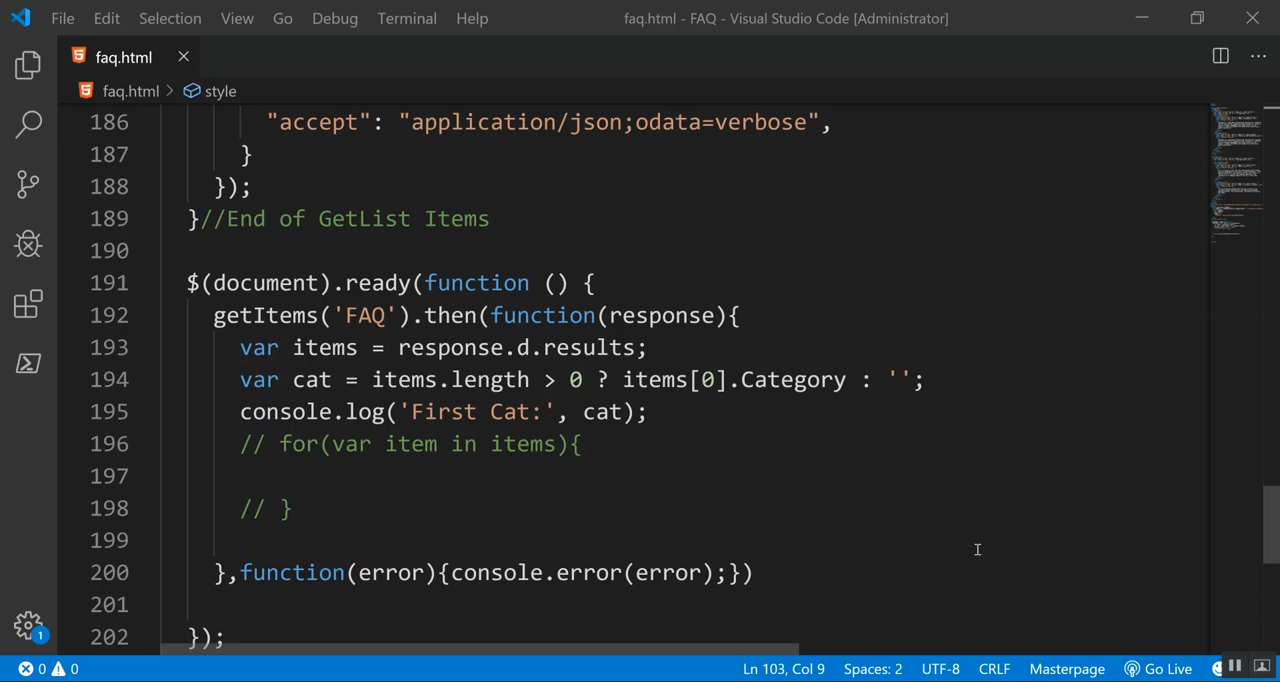 File Edit Selection View Go Debug Terminal Help faq.html - FAQ - Visual Studio Code [Administrator]
faq.html
faq.html > style
186 "accept": "application/json;odata=verbose",
187 }
188 });
189 }//End of GetList Items
190
191 $(document).ready(function () {
192 getItems('FAQ').then(function(response){
193 var items = response.d.results;
194 var cat = items.length > 0 ? items[0].Category : '';
195 console.log('First Cat:', cat);
196 // for(var item in items){
197
198 // }
199
200 },function(error){console.error(error);})
201
202 });
1
0 0 Ln 103, Col 9 Spaces: 2 UTF-8 CRLF Masterpage Go Live